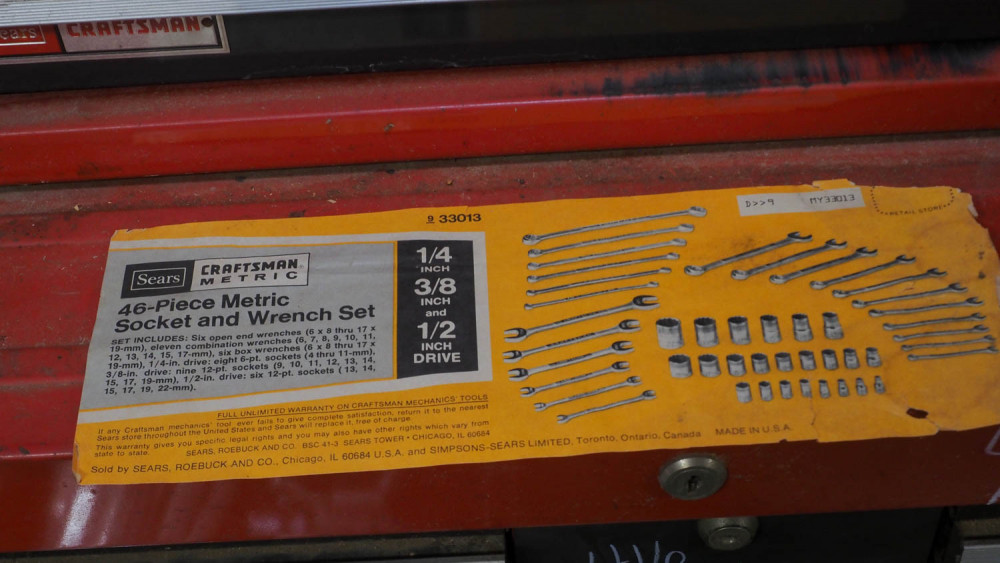 Sears CRAFTSMAN
9 33013
D>>9 MY33013
RETAIL STORE
Sears CRAFTSMAN®
METRIC
46-Piece Metric
Socket and Wrench Set
SET INCLUDES: Six open end wrenches (6 x 8 thru 17 x
19-mm), eleven combination wrenches (6, 7, 8, 9, 10, 11,
12, 13, 14, 15, 17-mm), six box wrenches (6 x 8 thru 17 x
19-mm), 1/4-in. drive: eight 6-pt. sockets (4 thru 11-mm).
3/8-in. drive: nine 12-pt. sockets (9, 10, 11, 12, 13, 14,
15, 17, 19-mm), 1/2-in. drive: six 12-pt. sockets (13, 14,
15, 17, 19, 22-mm).
1/4
INCH
3/8
INCH
and
1/2
INCH
DRIVE
FULL UNLIMITED WARRANTY ON CRAFTSMAN MECHANICS' TOOLS
If any Craftsman mechanics' tool ever fails to give complete satisfaction, return it to the nearest
Sears store throughout the United States and Sears will replace it, free of charge.
This warranty gives you specific legal rights and you may also have other rights which vary from
state to state. SEARS, ROEBUCK AND CO. BSC 41-3 SEARS TOWER • CHICAGO, IL 60684
Sold by SEARS, ROEBUCK AND CO., Chicago, IL 60684 U.S.A. and SIMPSONS-SEARS LIMITED, Toronto, Ontario, Canada MADE IN U.S.A.